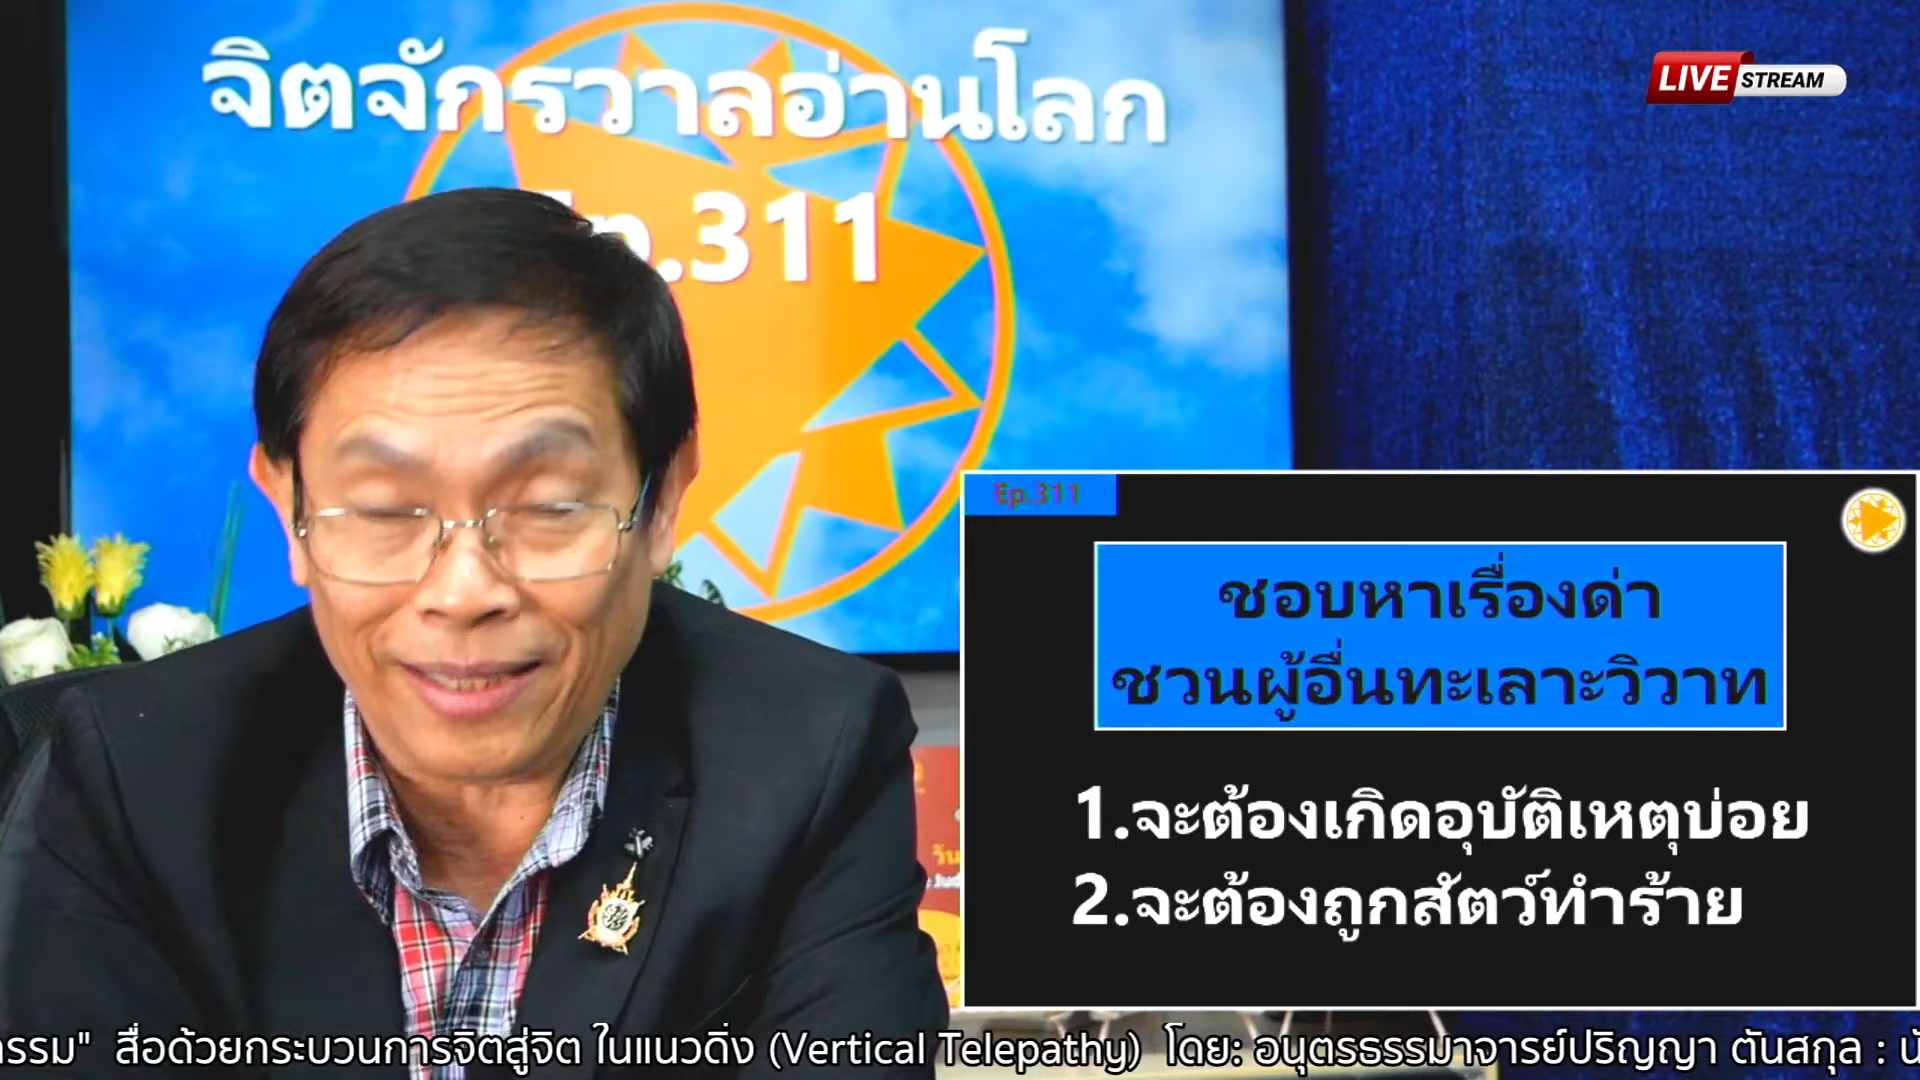 จิตจักรวาลอ่านโลก
Ep.311
LIVE STREAM
Ep.311
ชอบหาเรื่องด่า
ชวนผู้อื่นทะเลาะวิวาท
1.จะต้องเกิดอุบัติเหตุบ่อย
2.จะต้องถูกสัตว์ทำร้าย
กรรม" สื่อด้วยกระบวนการจิตสู่จิต ในแนวดิ่ง (Vertical Telepathy) โดย: อนุตรธรรมาจารย์ปริญญา ตันสกุล :